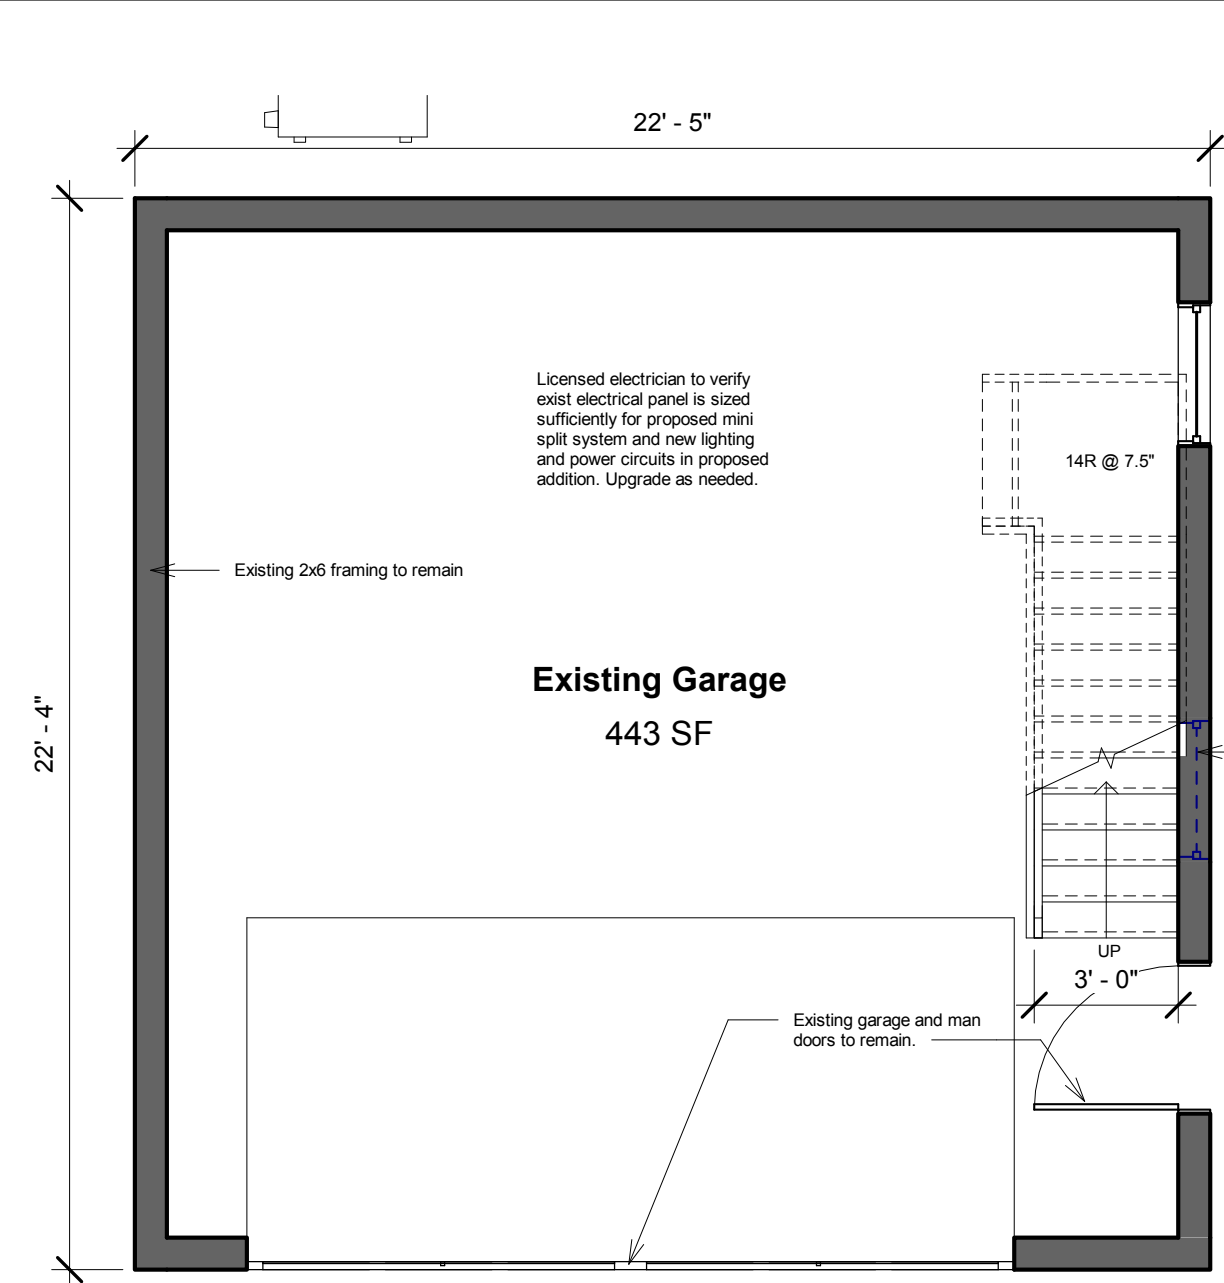 22' - 5"
Licensed electrician to verify
exist electrical panel is sized
sufficiently for proposed mini
split system and new lighting
and power circuits in proposed
addition. Upgrade as needed.
14R @ 7.5"
Existing 2x6 framing to remain
Existing Garage
443 SF
22' - 4"
UP
3' - 0"
Existing garage and man
doors to remain.